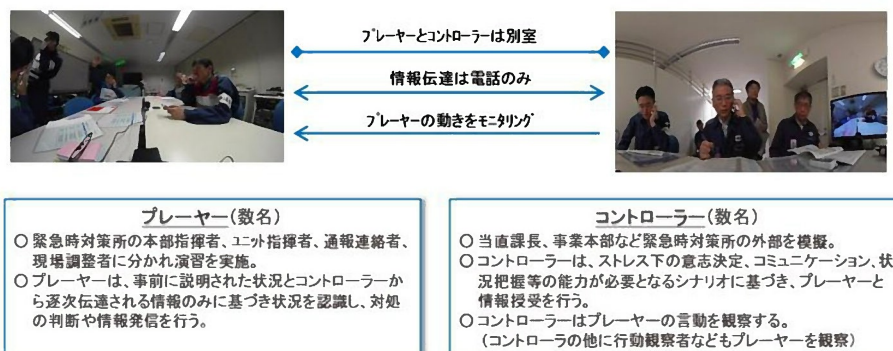 プレーヤーとコントローラーは別室
情報伝達は電話のみ
プレーヤーの動きをモニタリング
プレーヤー(数名)
○ 緊急時対策所の本部指揮者、ユニット指揮者、通報連絡者、
現場調整者に分かれ演習を実施。
○ プレーヤーは、事前に説明された状況とコントローラーか
ら逐次伝達される情報のみに基づき状況を認識し、対処
の判断や情報発信を行う。
コントローラー(数名)
○ 当直課長、事業本部など緊急時対策所の外部を模擬。
○ コントローラーは、ストレス下の意志決定、コミュニケーション、状
況把握等の能力が必要となるシナリオに基づき、プレーヤーと
情報授受を行う。
○ コントローラーはプレーヤーの言動を観察する。
(コントローラの他に行動観察者などもプレーヤーを観察)